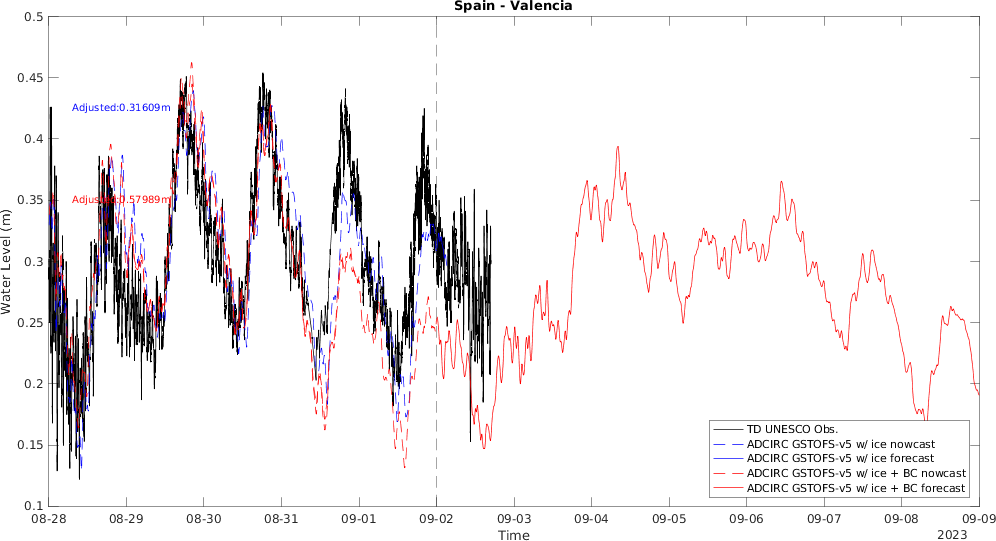 Spain - Valencia
0.5
0.45
0.4
0.35
0.3
0.25
0.2
0.15
0.1
Water Level (m)
Adjusted:0.31609m
Adjusted:0.57989m
TD UNESCO Obs.
ADCIRC GSTOFS-v5 w/ ice nowcast
ADCIRC GSTOFS-v5 w/ ice forecast
ADCIRC GSTOFS-v5 w/ ice + BC nowcast
ADCIRC GSTOFS-v5 w/ ice + BC forecast
08-28 08-29 08-30 08-31 09-01 09-02 09-03 09-04 09-05 09-06 09-07 09-08 09-09
Time
2023